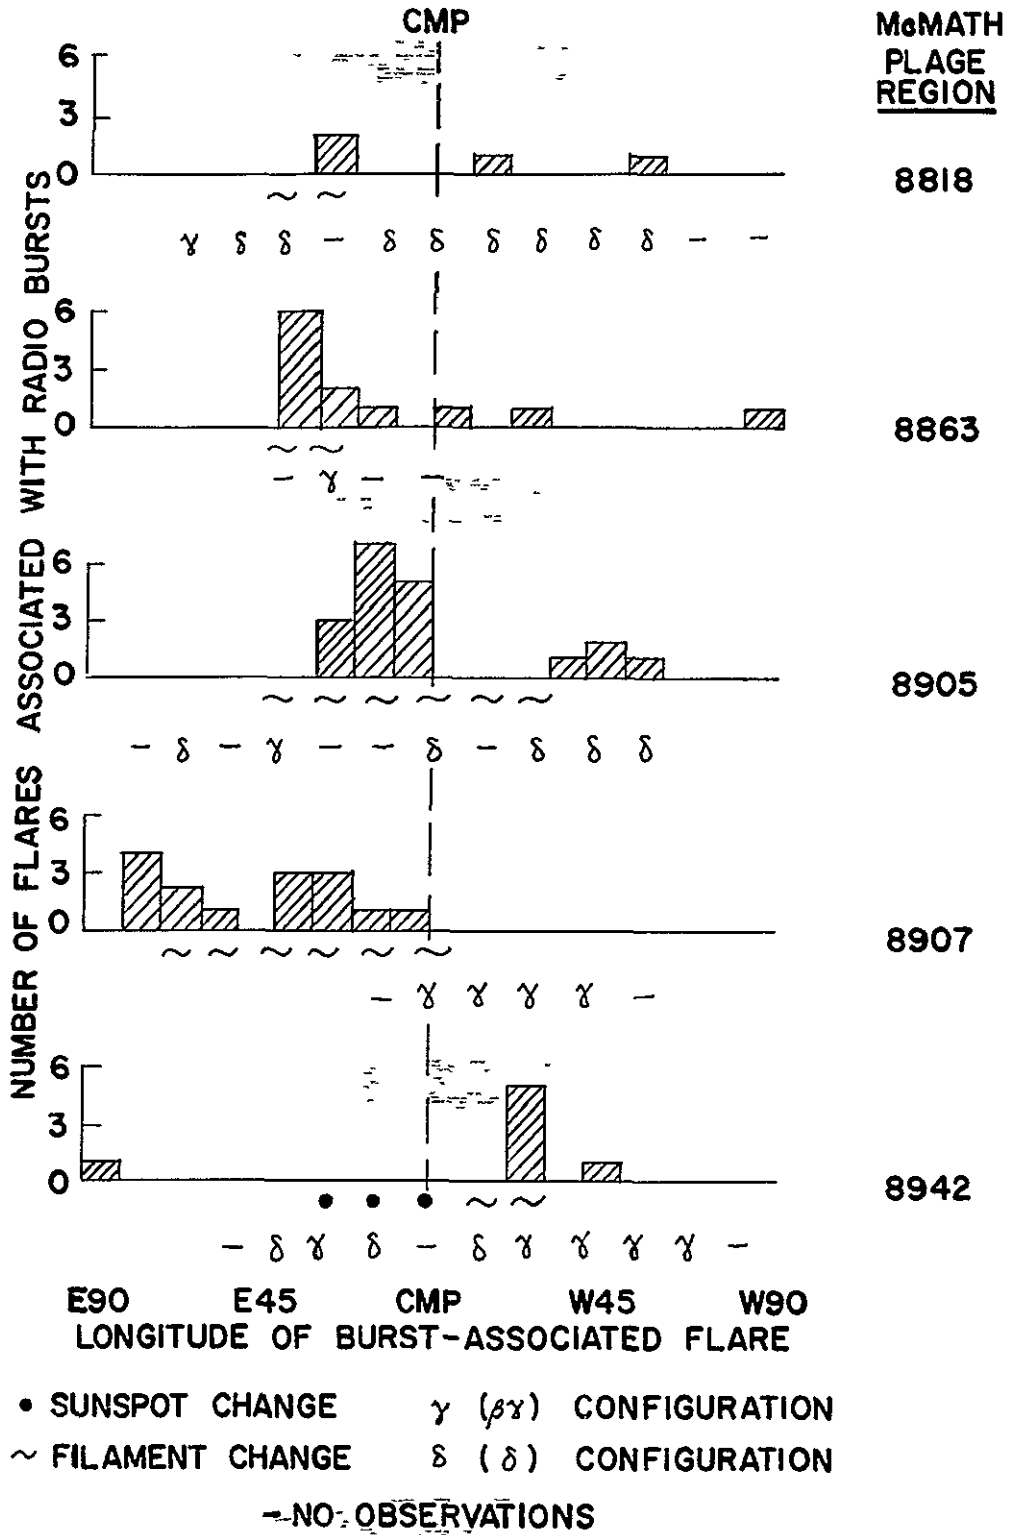 CMP
McMATH
PLAGE
REGION
NUMBER OF FLARES ASSOCIATED WITH RADIO BURSTS
6
3
0
8818
~ ~
γ δ δ - δ δ δ δ δ δ - -
6
3
0
8863
~ ~
- γ - -
6
3
0
8905
~ ~ ~ ~ ~ ~
- δ - γ - - δ - δ δ δ
6
3
0
8907
~ ~ ~ ~ ~ ~
- γ γ γ γ -
6
3
0
8942
• • • ~ ~
- δ γ δ - δ γ γ γ γ -
E90 E45 CMP W45 W90
LONGITUDE OF BURST-ASSOCIATED FLARE
• SUNSPOT CHANGE γ (βγ) CONFIGURATION
~ FILAMENT CHANGE δ (δ) CONFIGURATION
- NO OBSERVATIONS